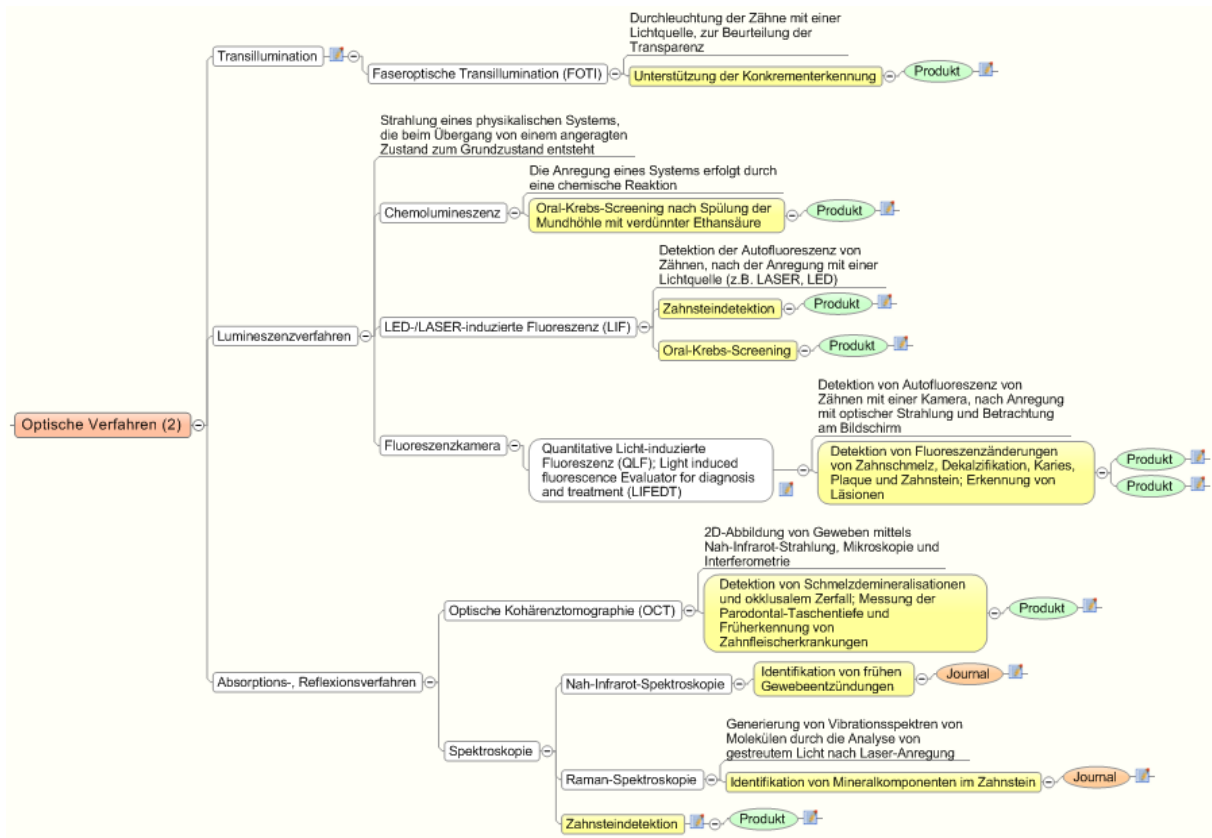 Optische Verfahren (2)
Transillumination
Faseroptische Transillumination (FOTI)
Durchleuchtung der Zähne mit einer
Lichtquelle, zur Beurteilung der
Transparenz
Unterstützung der Konkrementerkennung
Produkt
Lumineszenzverfahren
Strahlung eines physikalischen Systems,
die beim Übergang von einem angeragten
Zustand zum Grundzustand entsteht
Chemolumineszenz
Die Anregung eines Systems erfolgt durch
eine chemische Reaktion
Oral-Krebs-Screening nach Spülung der
Mundhöhle mit verdünnter Ethansäure
Produkt
LED-/LASER-induzierte Fluoreszenz (LIF)
Detektion der Autofluoreszenz von
Zähnen, nach der Anregung mit einer
Lichtquelle (z.B. LASER, LED)
Zahnsteindetektion
Produkt
Oral-Krebs-Screening
Produkt
Fluoreszenzkamera
Quantitative Licht-induzierte
Fluoreszenz (QLF); Light induced
fluorescence Evaluator for diagnosis
and treatment (LIFEDT)
Detektion von Autofluoreszenz von
Zähnen mit einer Kamera, nach Anregung
mit optischer Strahlung und Betrachtung
am Bildschirm
Detektion von Fluoreszenzänderungen
von Zahnschmelz, Dekalzifikation, Karies,
Plaque und Zahnstein; Erkennung von
Läsionen
Produkt
Produkt
Absorptions-, Reflexionsverfahren
Optische Kohärenztomographie (OCT)
2D-Abbildung von Geweben mittels
Nah-Infrarot-Strahlung, Mikroskopie und
Interferometrie
Detektion von Schmelzdemineralisationen
und okklusalem Zerfall; Messung der
Parodontal-Taschentiefe und
Früherkennung von
Zahnfleischerkrankungen
Produkt
Spektroskopie
Nah-Infrarot-Spektroskopie
Identifikation von frühen
Gewebeentzündungen
Journal
Raman-Spektroskopie
Generierung von Vibrationsspektren von
Molekülen durch die Analyse von
gestreutem Licht nach Laser-Anregung
Identifikation von Mineralkomponenten im Zahnstein
Journal
Zahnsteindetektion
Produkt